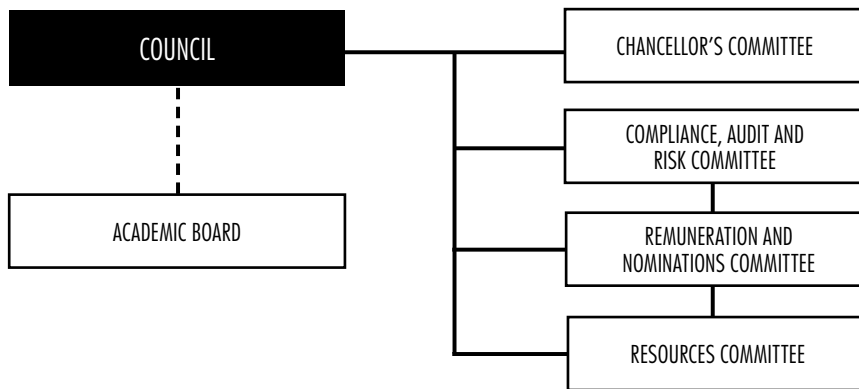 COUNCIL
CHANCELLOR’S COMMITTEE
COMPLIANCE, AUDIT AND
RISK COMMITTEE
ACADEMIC BOARD
REMUNERATION AND
NOMINATIONS COMMITTEE
RESOURCES COMMITTEE